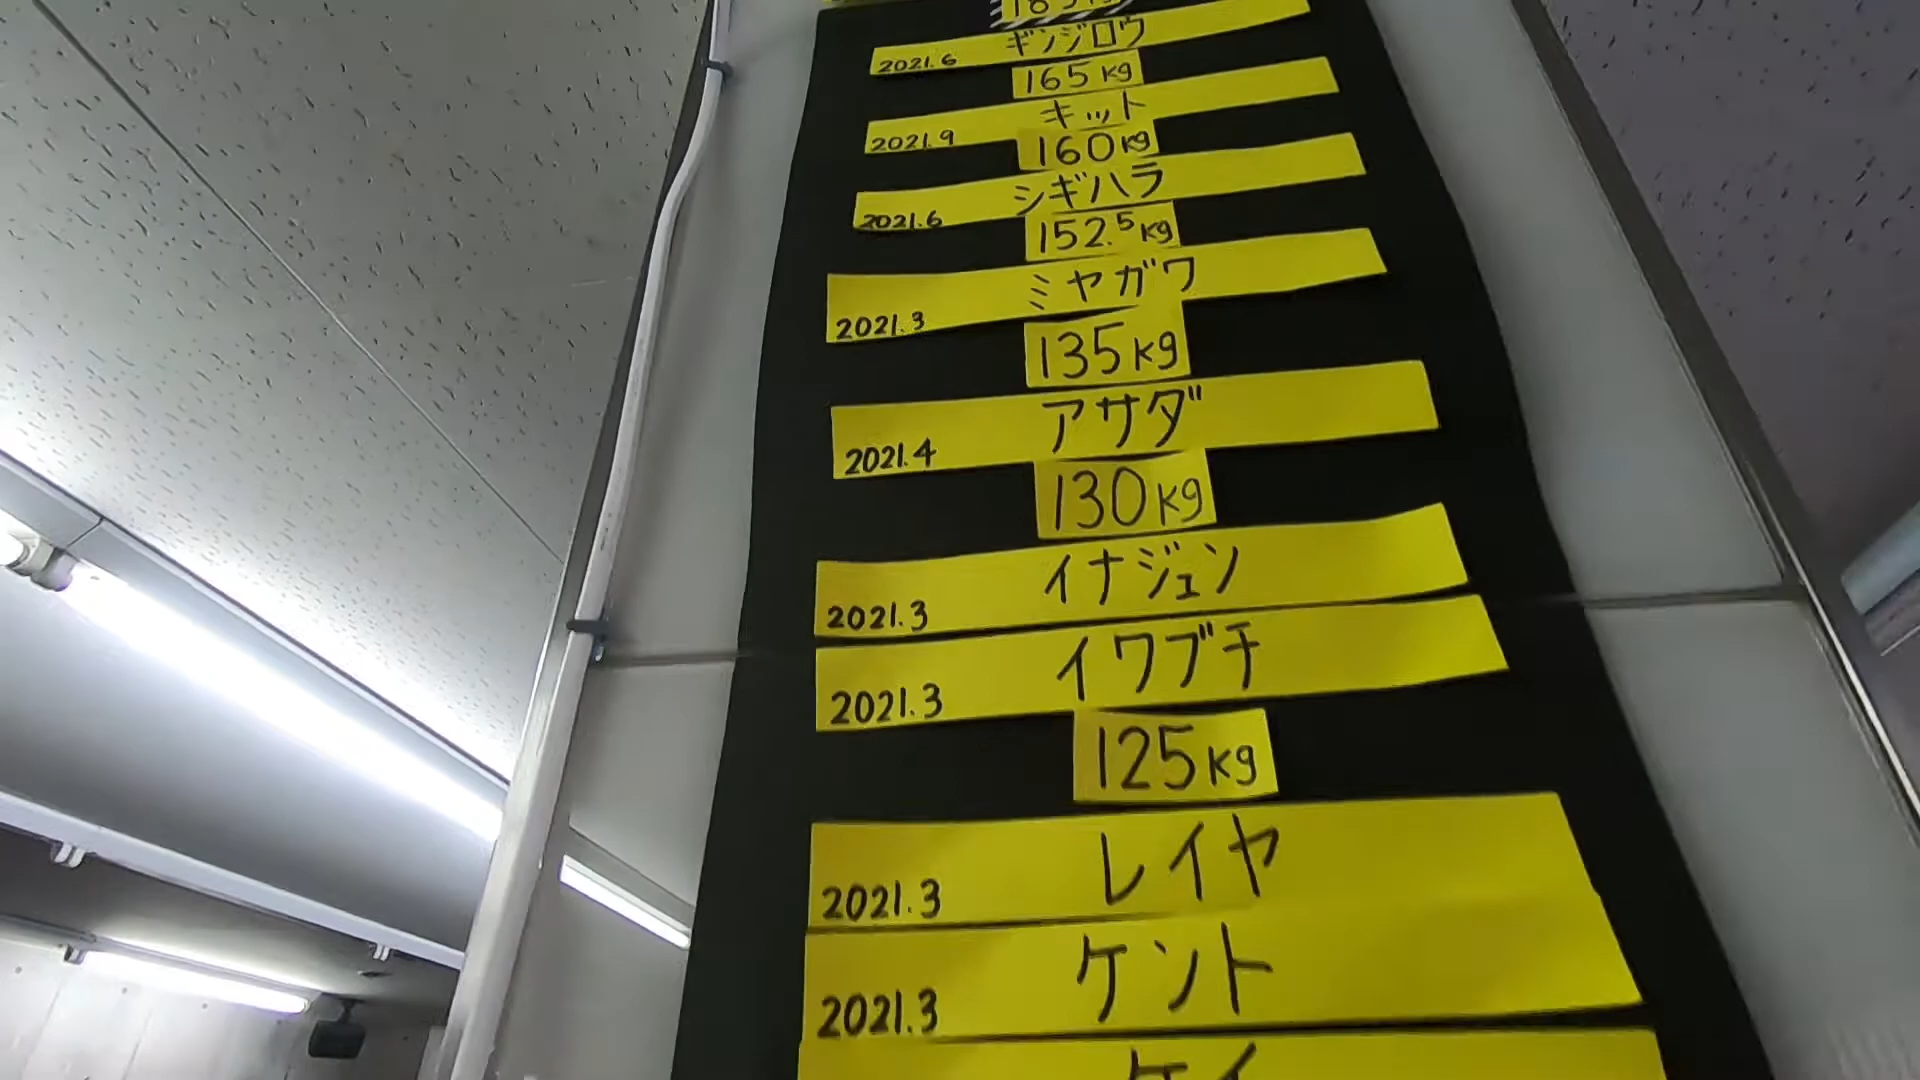 ギンジロウ
2021.6
165kg
キット
2021.9
160kg
シギハラ
2021.6
152.5kg
ミヤガワ
2021.3
135kg
アサダ
2021.4
130kg
イナジュン
2021.3
イワブチ
2021.3
125kg
レイヤ
2021.3
ケント
2021.3